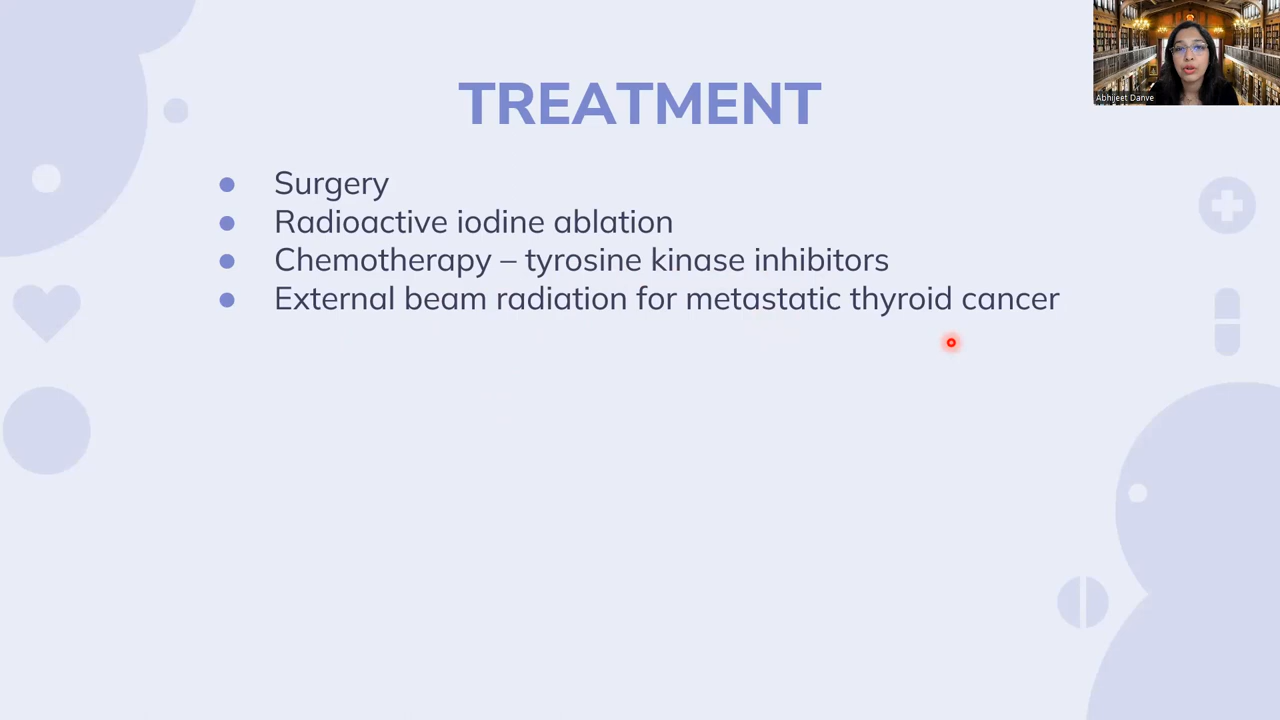 Abhijeet Danve
TREATMENT
● Surgery
● Radioactive iodine ablation
● Chemotherapy – tyrosine kinase inhibitors
● External beam radiation for metastatic thyroid cancer